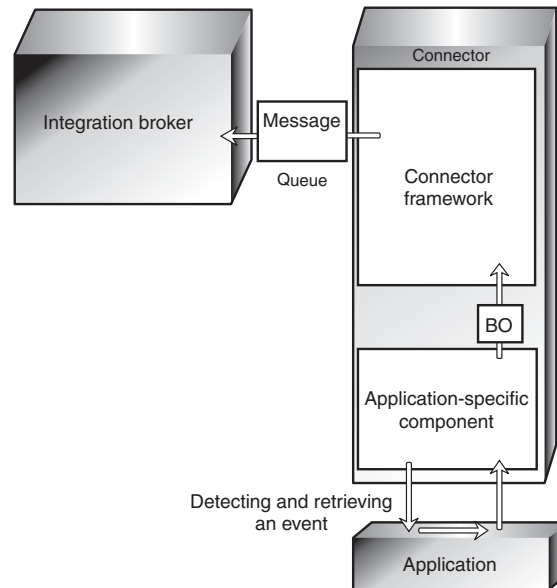 Connector
Integration broker
Message
Queue
Connector
framework
BO
Application-specific
component
Detecting and retrieving
an event
Application